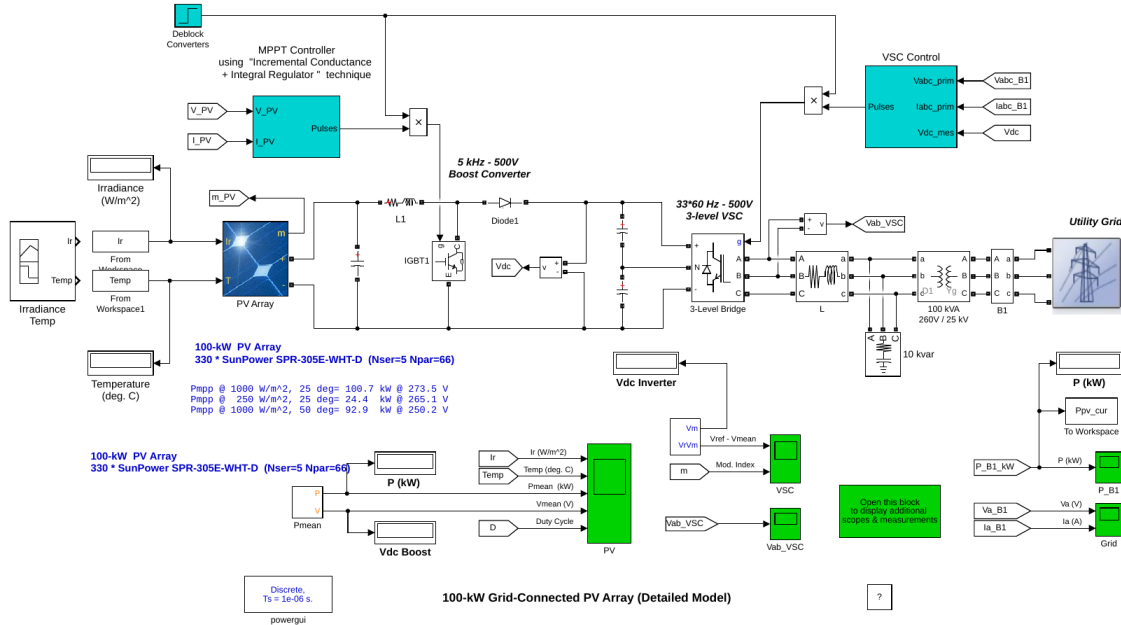 Deblock
Converters
MPPT Controller
using "Incremental Conductance
+ Integral Regulator " technique
V_PV
I_PV
V_PV
I_PV
Pulses
×
5 kHz - 500V
Boost Converter
VSC Control
Vabc_prim
Iabc_prim
Vdc_mes
Pulses
Vabc_B1
Iabc_B1
Vdc
×
Irradiance
(W/m^2)
m_PV
Ir
Temp
Irradiance
Temp
Ir
From
Temp
From
Workspace1
Ir
T
m
+
-
PV Array
+
L1
g
C
E
IGBT1
Diode1
Vdc
v
+
-
+
+
33*60 Hz - 500V
3-level VSC
g
+
N
-
A
B
C
3-Level Bridge
+
-
v
Vab_VSC
A
B
C
a
b
c
L
A
B
C
10 kvar
a
b
c
A
B
C
D1
Yg
100 kVA
260V / 25 kV
A
B
C
a
b
c
B1
Utility Grid
Temperature
(deg. C)
100-kW PV Array
330 * SunPower SPR-305E-WHT-D (Nser=5 Npar=66)
Pmpp @ 1000 W/m^2, 25 deg= 100.7 kW @ 273.5 V
Pmpp @ 250 W/m^2, 25 deg= 24.4 kW @ 265.1 V
Pmpp @ 1000 W/m^2, 50 deg= 92.9 kW @ 250.2 V
100-kW PV Array
330 * SunPower SPR-305E-WHT-D (Nser=5 Npar=66)
P
V
Pmean
P (kW)
Vdc Boost
Ir
Temp
D
Ir (W/m^2)
Temp (deg. C)
Pmean (kW)
Vmean (V)
Duty Cycle
PV
Vdc Inverter
Vm
VrVm
Vref - Vmean
m
Mod. Index
VSC
Vab_VSC
Vab_VSC
Open this block
to display additional
scopes & measurements
P (kW)
Ppv_cur
To Workspace
P_B1_kW
P (kW)
P_B1
Va_B1
Va (V)
Ia_B1
Ia (A)
Grid
Discrete,
Ts = 1e-06 s.
powergui
100-kW Grid-Connected PV Array (Detailed Model)
?